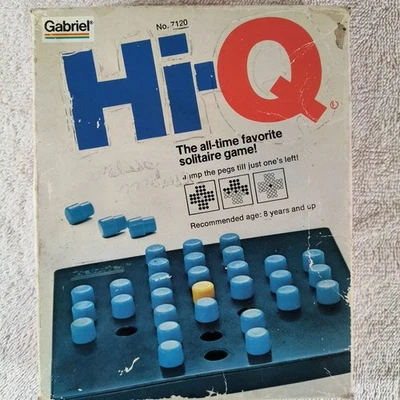 Gabriel®
No. 7120
Hi-Q
The all-time favorite
solitaire game!
Jump the pegs till just one's left!
Recommended age: 8 years and up